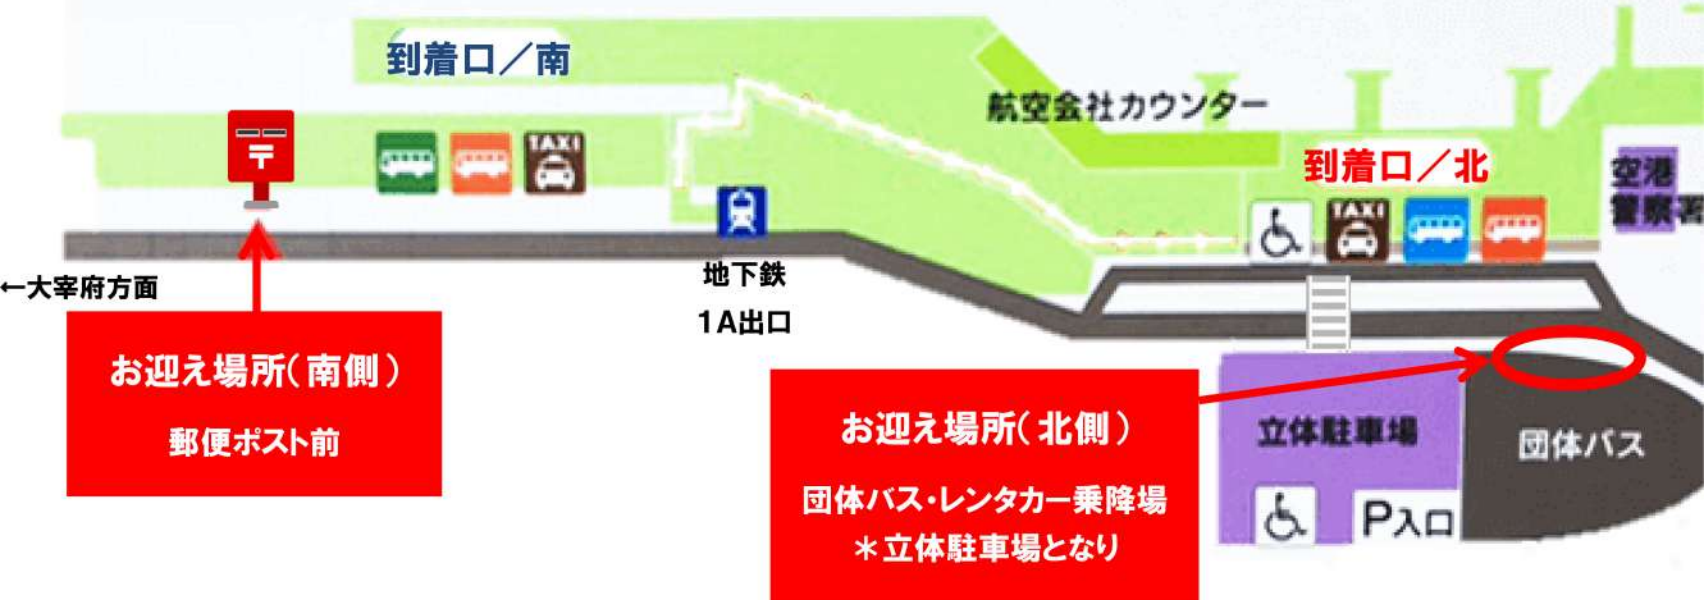 到着口／南
航空会社カウンター
TAXI
到着口／北
空港
警察署
TAXI
←大宰府方面
地下鉄
1A出口
お迎え場所(南側)
郵便ポスト前
お迎え場所(北側)
団体バス・レンタカー乗降場
＊立体駐車場となり
立体駐車場
団体バス
P入口